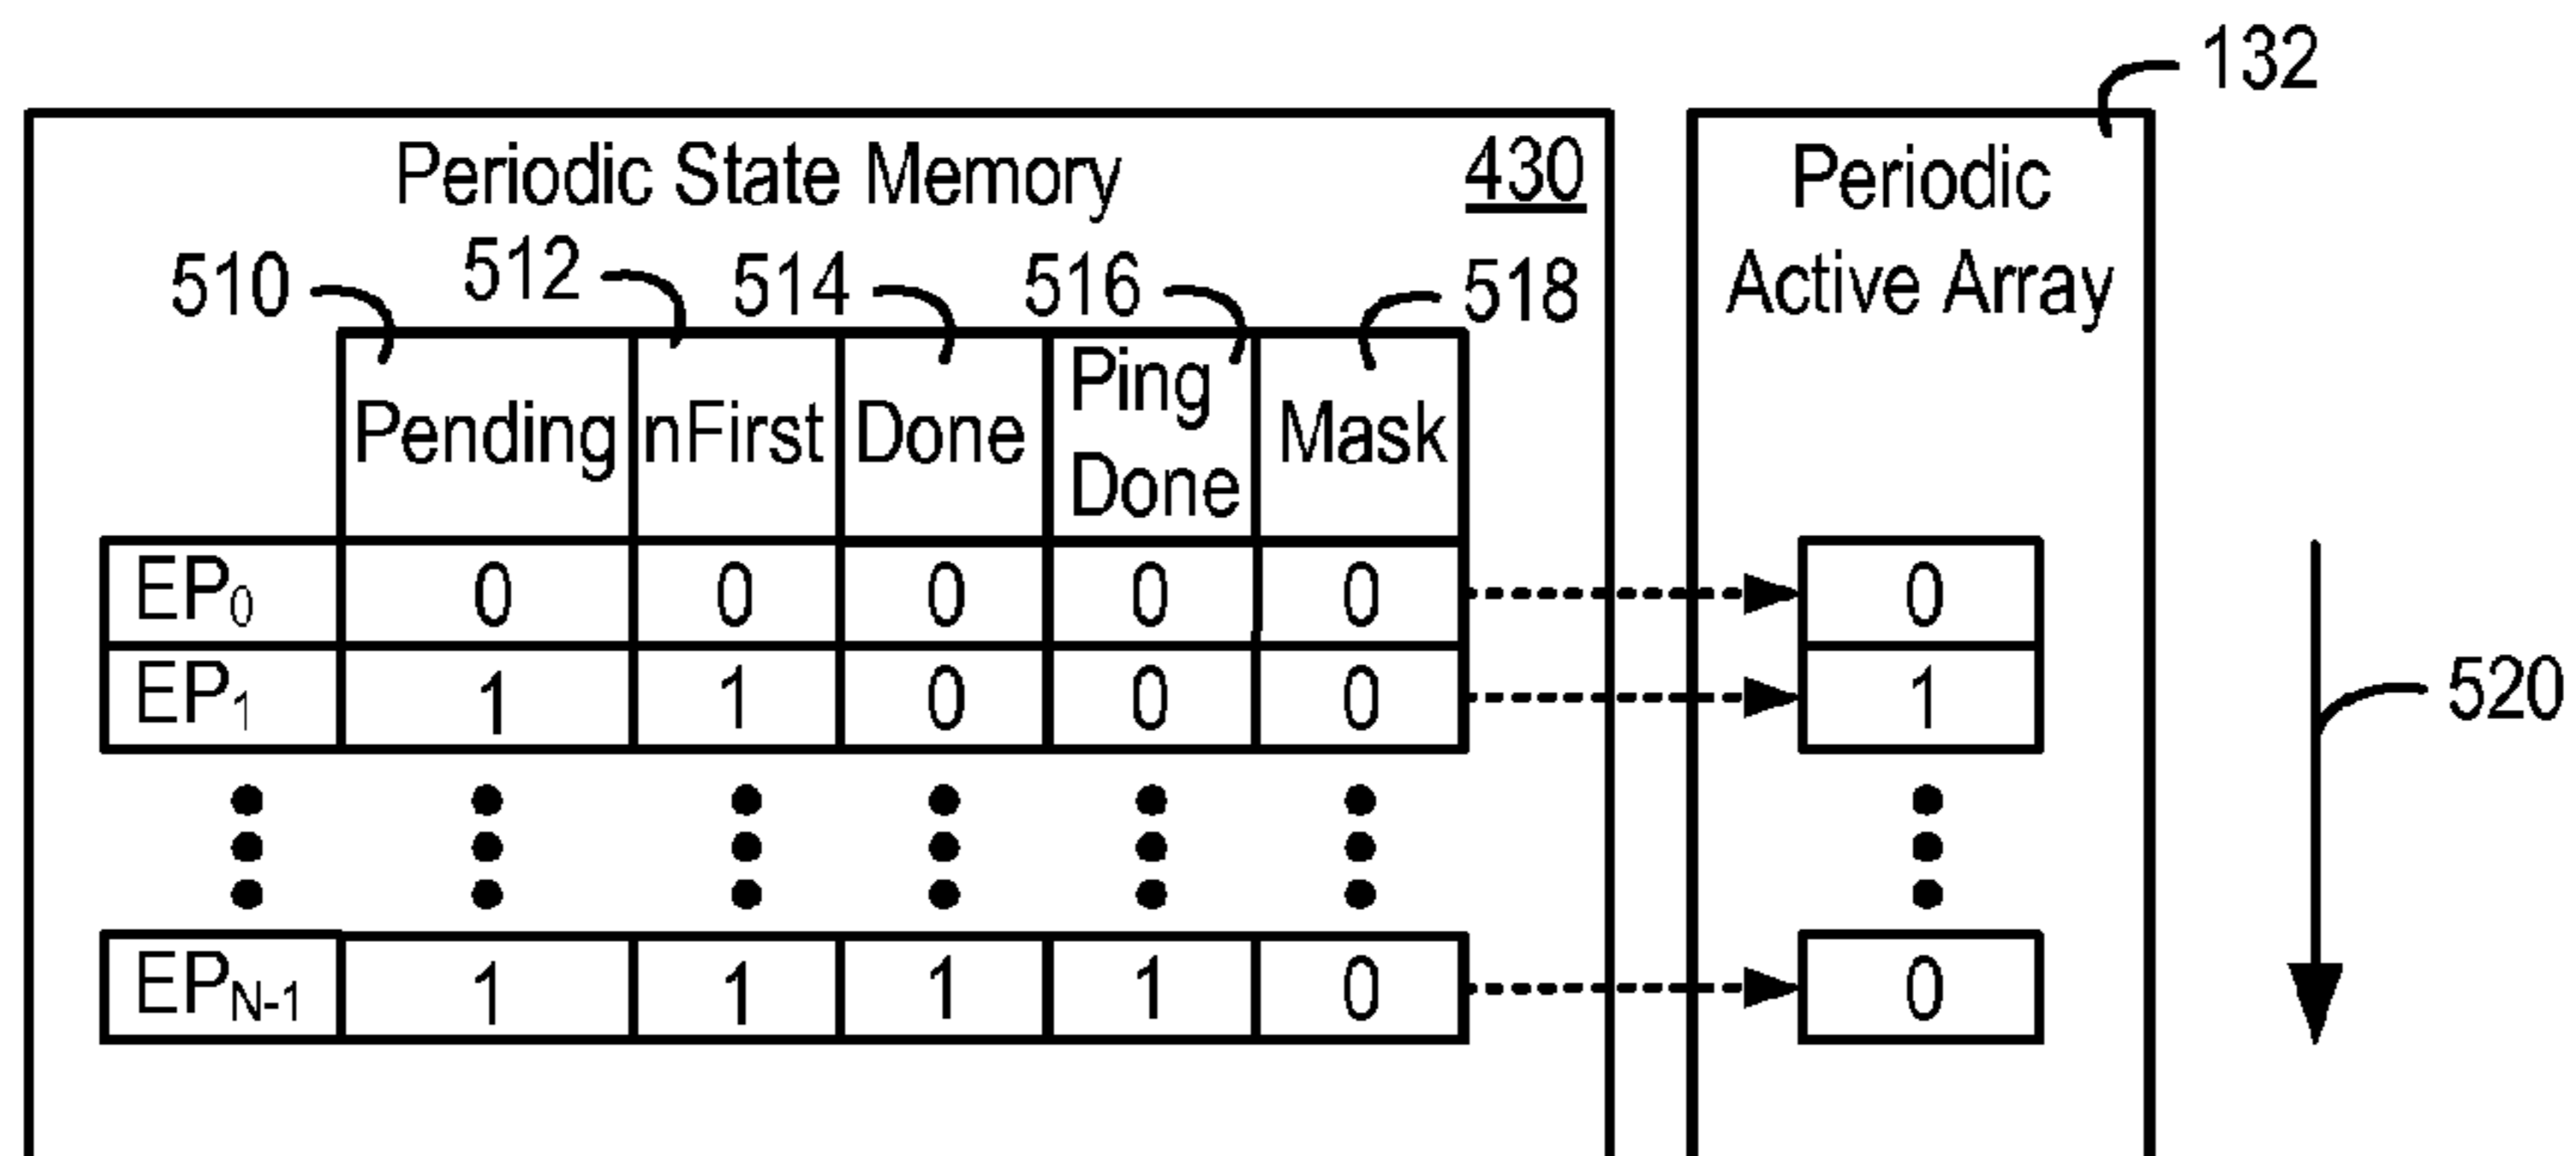 132
Periodic State Memory 430
Periodic
Active Array
510 512 514 516 518
Pending nFirst Done Ping Done Mask
EP₀ 0 0 0 0 0 0
EP₁ 1 1 0 0 0 1
520
EP_N-1 1 1 1 1 0 0